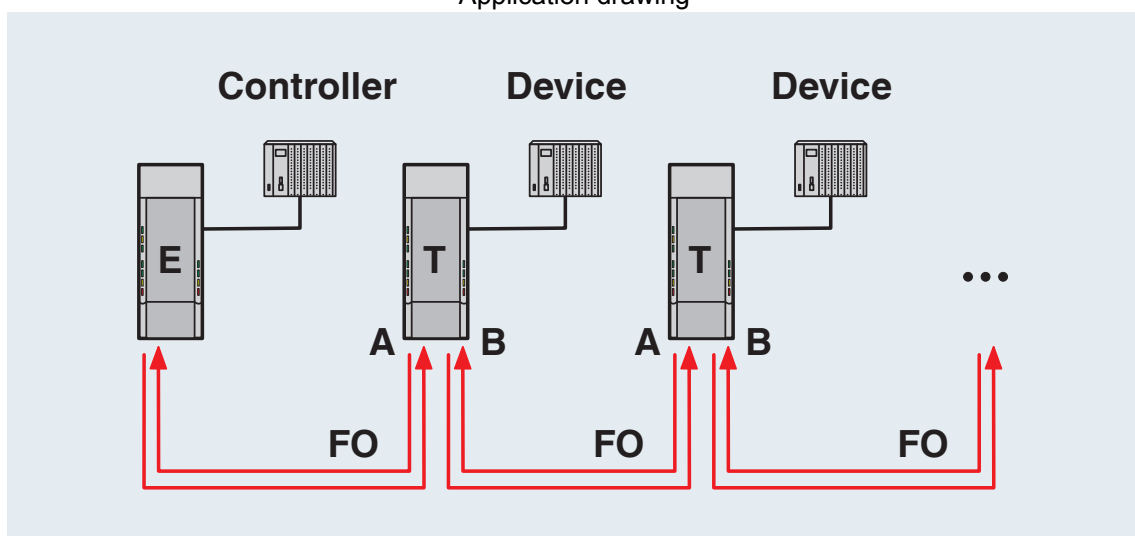 Application drawing
Controller Device Device
E T T ...
A B A B
FO FO FO